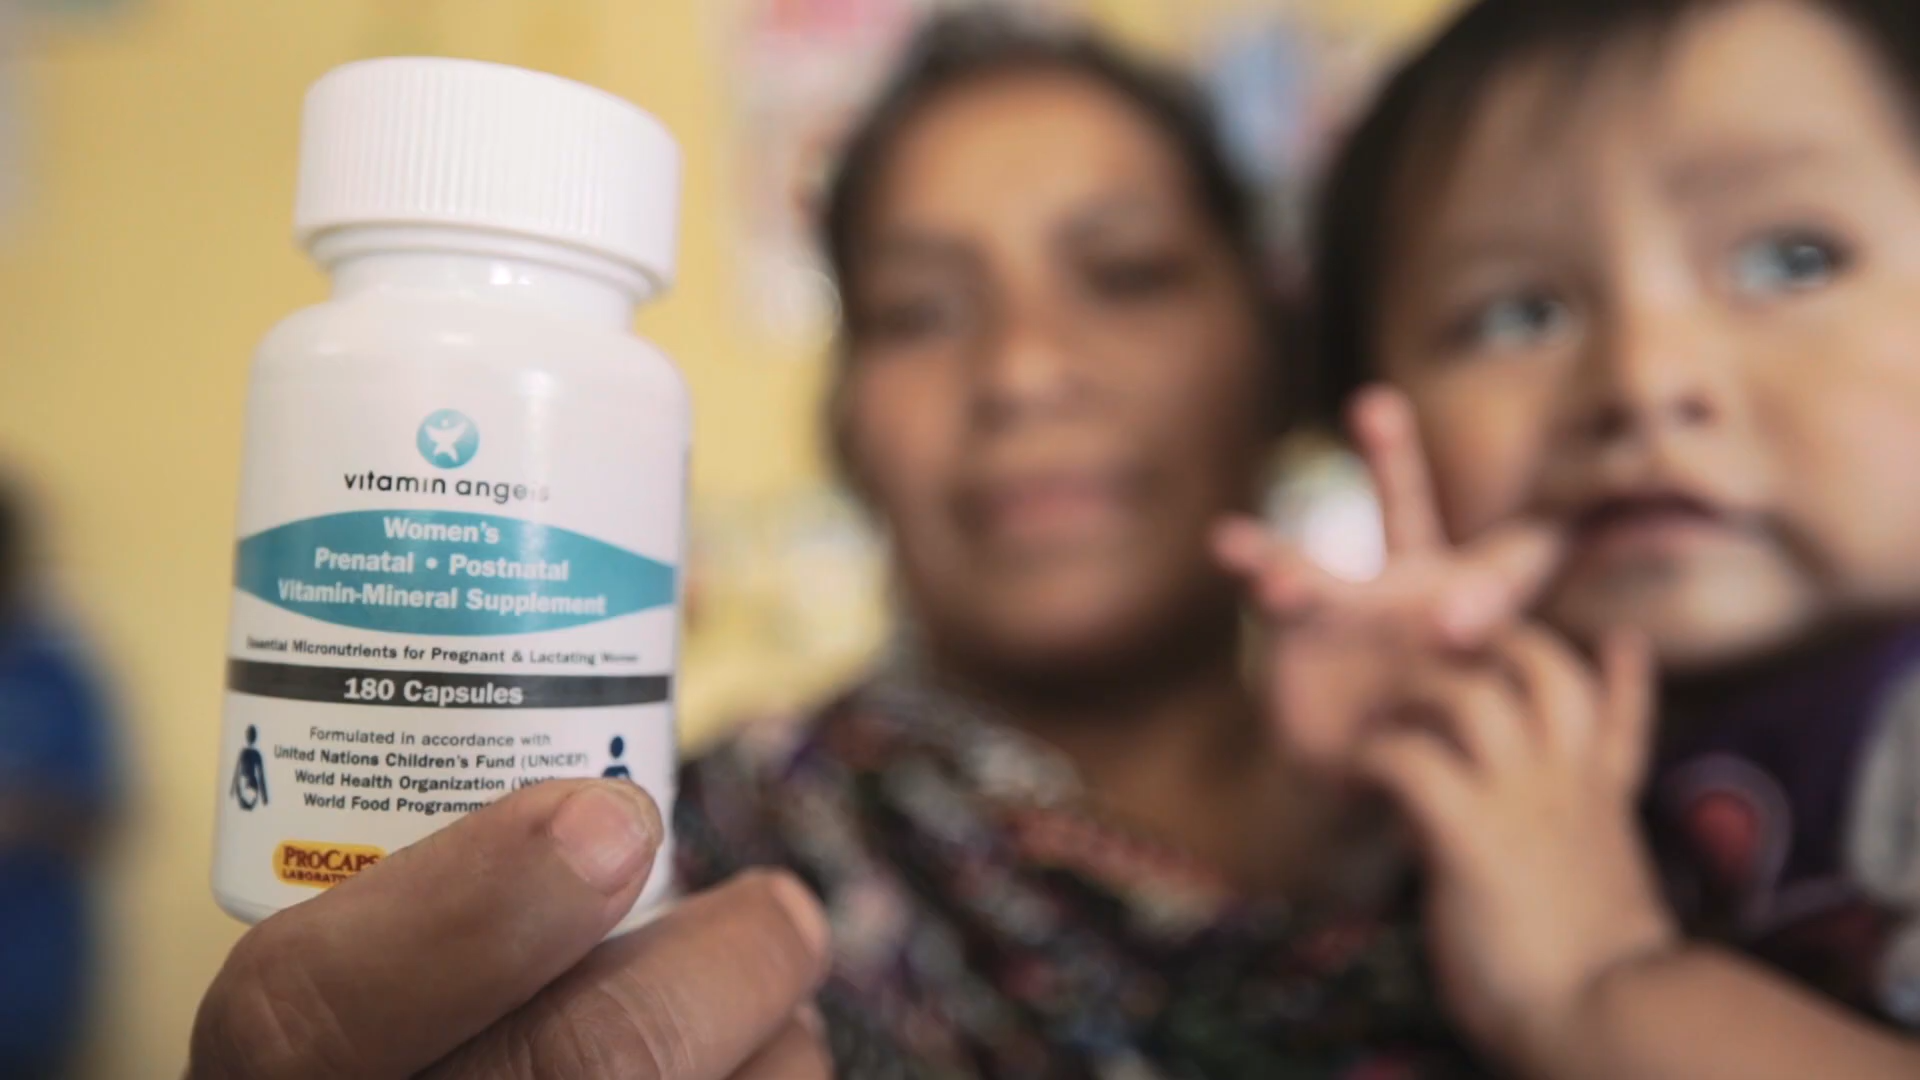 vitamin angels
Women's
Prenatal • Postnatal
Vitamin-Mineral Supplement
Essential Micronutrients for Pregnant & Lactating Women
180 Capsules
Formulated in accordance with
United Nations Children's Fund (UNICEF)
World Health Organization
World Food Programme
PROCAPS